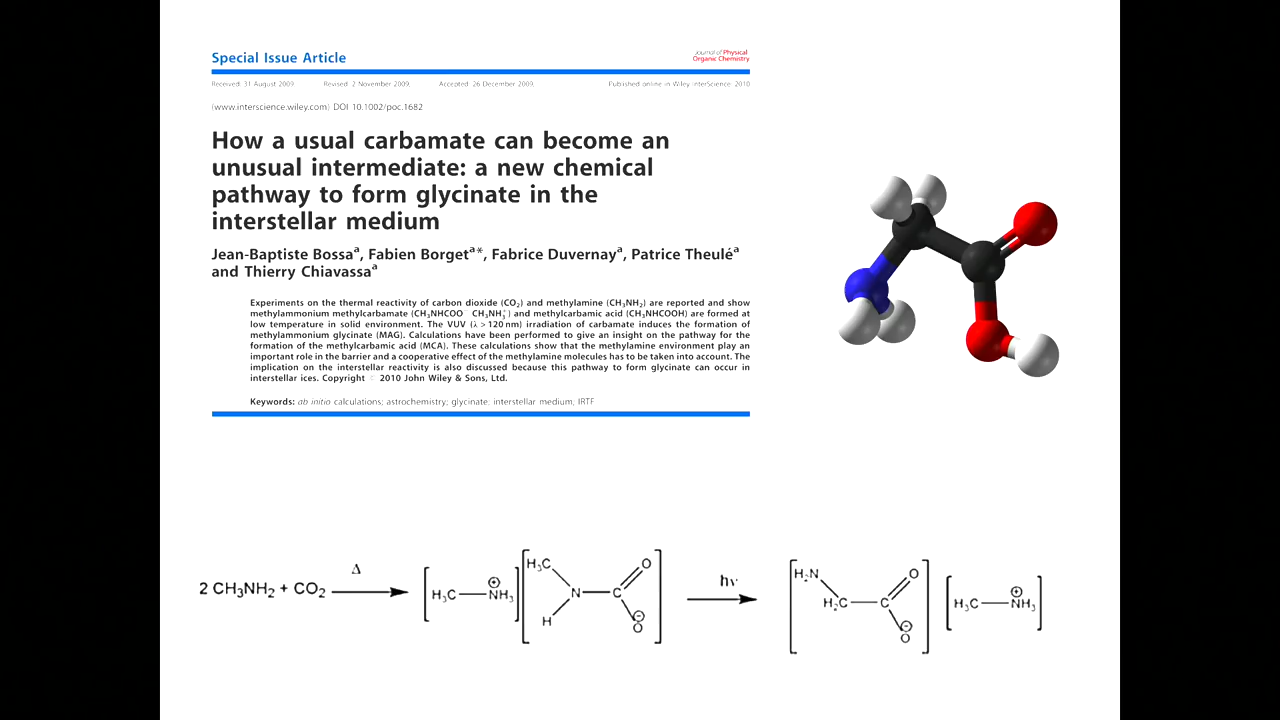 Special Issue Article
Journal of Physical
Organic Chemistry
Received: 31 August 2009,
Revised: 2 November 2009,
Accepted: 26 December 2009,
Published online in Wiley InterScience: 2010
(www.interscience.wiley.com) DOI 10.1002/poc.1682
How a usual carbamate can become an
unusual intermediate: a new chemical
pathway to form glycinate in the
interstellar medium
Jean-Baptiste Bossaᵃ, Fabien Borgetᵃ*, Fabrice Duvernayᵃ, Patrice Theuléᵃ
and Thierry Chiavassaᵃ
Experiments on the thermal reactivity of carbon dioxide (CO₂) and methylamine (CH₃NH₂) are reported and show
methylammonium methylcarbamate (CH₃NHCOO⁻ CH₃NH₃⁺) and methylcarbamic acid (CH₃NHCOOH) are formed at
low temperature in solid environment. The VUV (λ > 120 nm) irradiation of carbamate induces the formation of
methylammonium glycinate (MAG). Calculations have been performed to give an insight on the pathway for the
formation of the methylcarbamic acid (MCA). These calculations show that the methylamine environment play an
important role in the barrier and a cooperative effect of the methylamine molecules has to be taken into account. The
implication on the interstellar reactivity is also discussed because this pathway to form glycinate can occur in
interstellar ices. Copyright © 2010 John Wiley & Sons, Ltd.
Keywords: ab initio calculations; astrochemistry; glycinate; interstellar medium; IRTF
2 CH₃NH₂ + CO₂
Δ
H₃C
⊕
NH₃
H₃C
N
H
C
O
⊖
O
hν
H₂N
H₂C
C
O
⊖
O
H₃C
⊕
NH₃